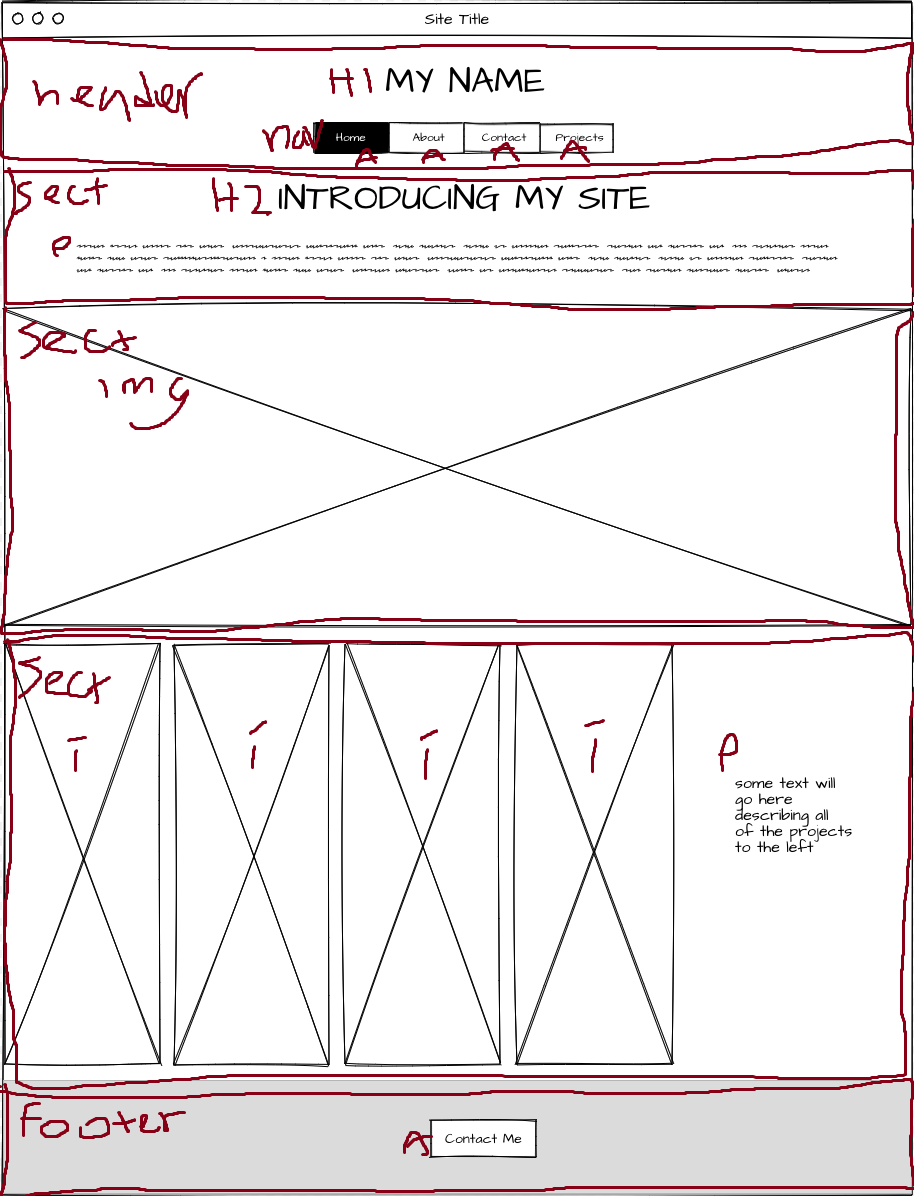 Site Title
header
H1 MY NAME
nav Home About Contact Projects
A A A A
Sect
H2 INTRODUCING MY SITE
P
Sect
img
Sect
I I I I P
some text will
go here
describing all
of the projects
to the left
Footer
A Contact Me